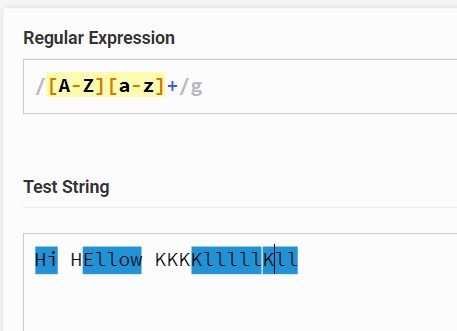 Regular Expression
/[A-Z][a-z]+/g
Test String
Hi HEllow KKKKlllllKll